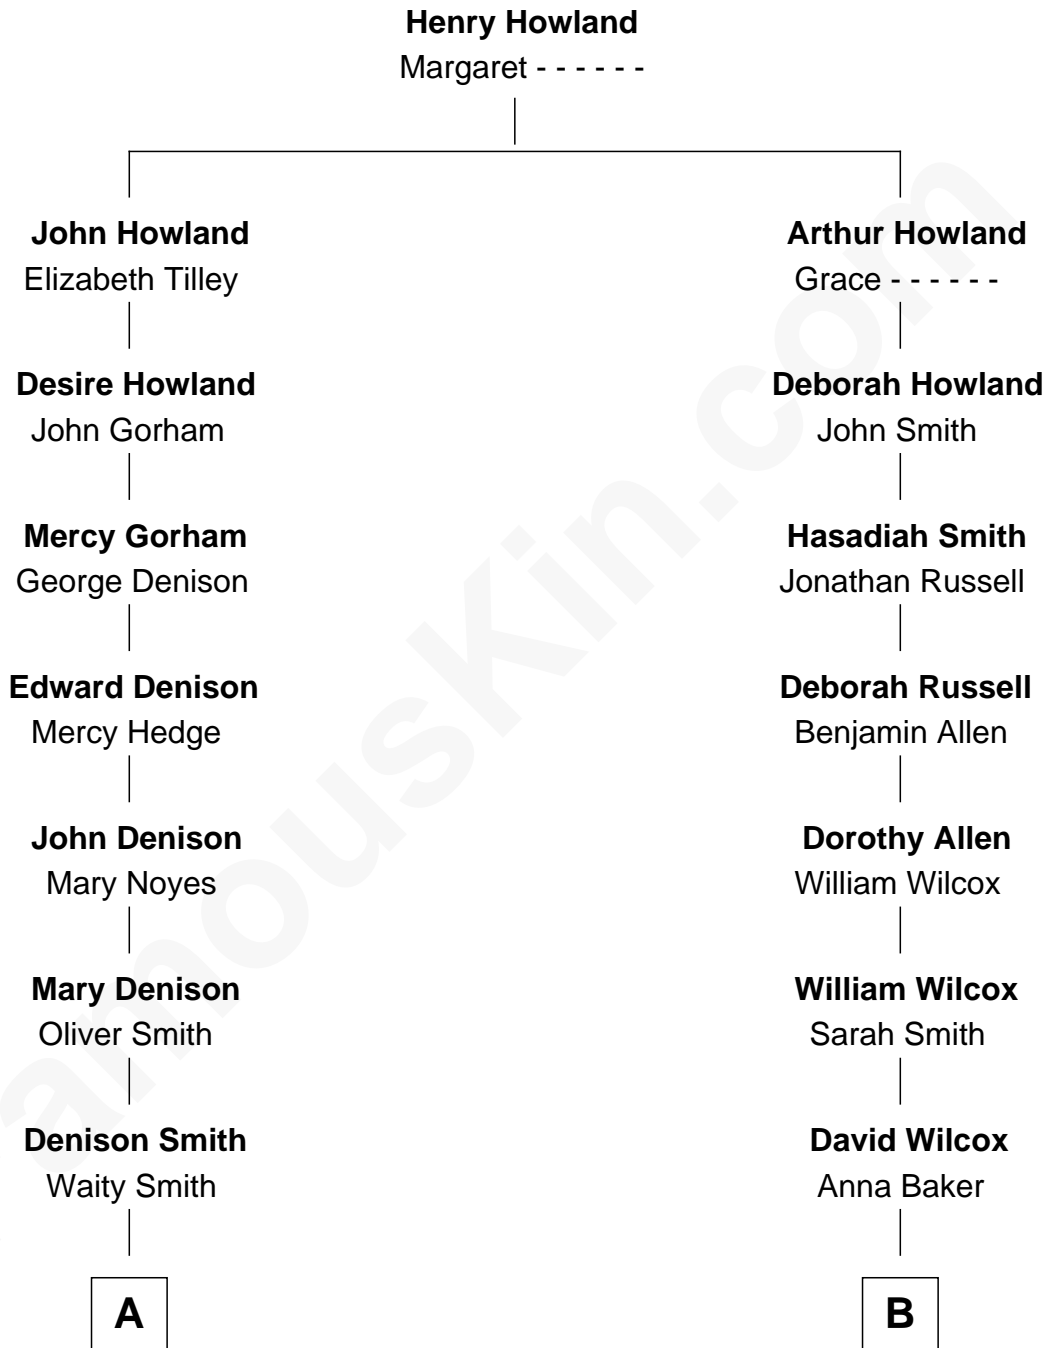 Henry Howland
Margaret - - - - - -
John Howland
Elizabeth Tilley
Arthur Howland
Grace - - - - - -
Desire Howland
John Gorham
Deborah Howland
John Smith
Mercy Gorham
George Denison
Hasadiah Smith
Jonathan Russell
Edward Denison
Mercy Hedge
Deborah Russell
Benjamin Allen
John Denison
Mary Noyes
Dorothy Allen
William Wilcox
Mary Denison
Oliver Smith
William Wilcox
Sarah Smith
Denison Smith
Waity Smith
David Wilcox
Anna Baker
A
B
amouskin.com